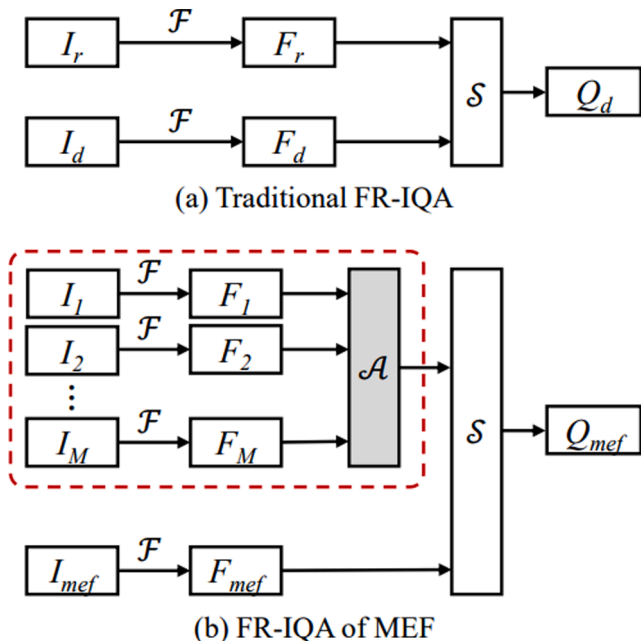 I_r ℱ F_r
𝒮 Q_d
I_d ℱ F_d
(a) Traditional FR-IQA
I_1 ℱ F_1
I_2 ℱ F_2
⋮
𝒜
I_M ℱ F_M
𝒮 Q_mef
I_mef ℱ F_mef
(b) FR-IQA of MEF